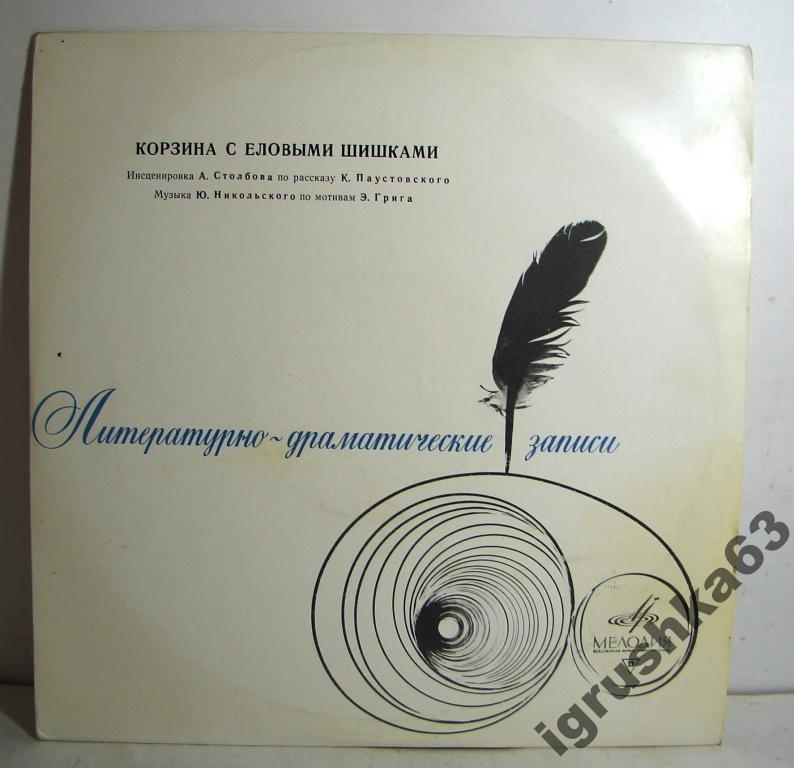 КОРЗИНА С ЕЛОВЫМИ ШИШКАМИ
Инсценировка А. Столбова по рассказу К. Паустовского
Музыка Ю. Никольского по мотивам Э. Грига
Литературно~драматические записи
МЕЛОДИЯ
igrushka63